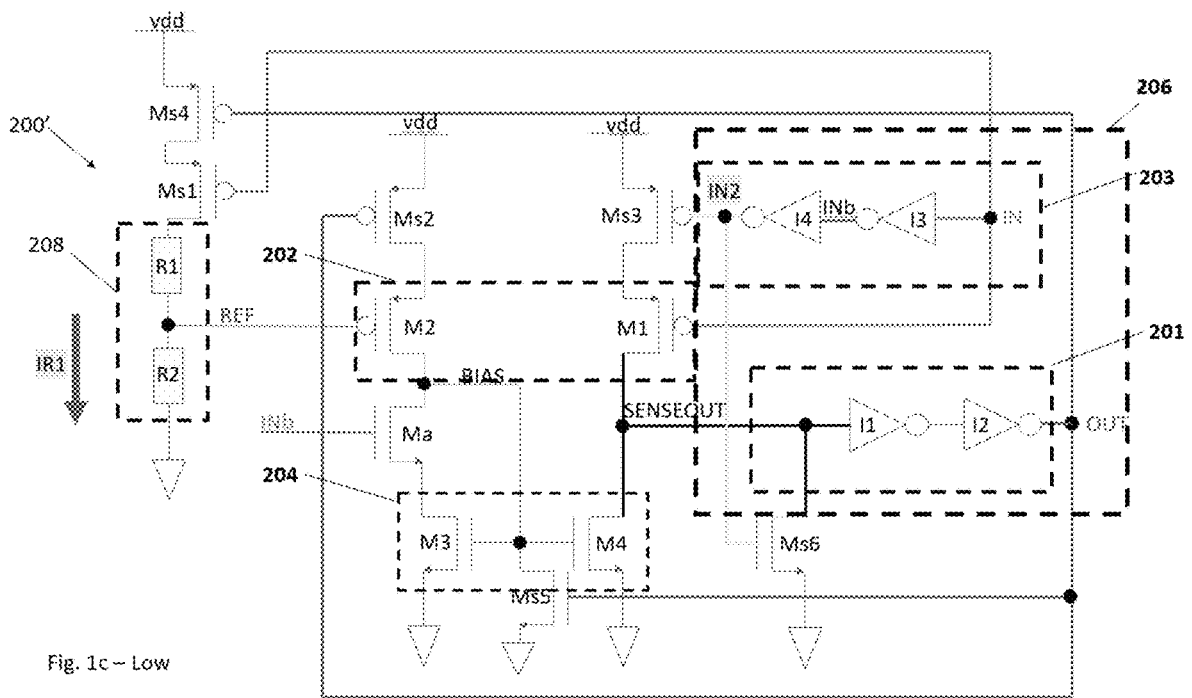 vdd
206
Ms4
200'
vdd
vdd
203
Ms1
IN2
I4
INb
I3
IN
Ms2
Ms3
208
R1
202
REF
M2
M1
201
IR1
R2
BIAS
SENSEOUT
I1
I2
OUT
INb
Ma
204
M3
M4
Ms6
Ms5
Fig. 1c – Low